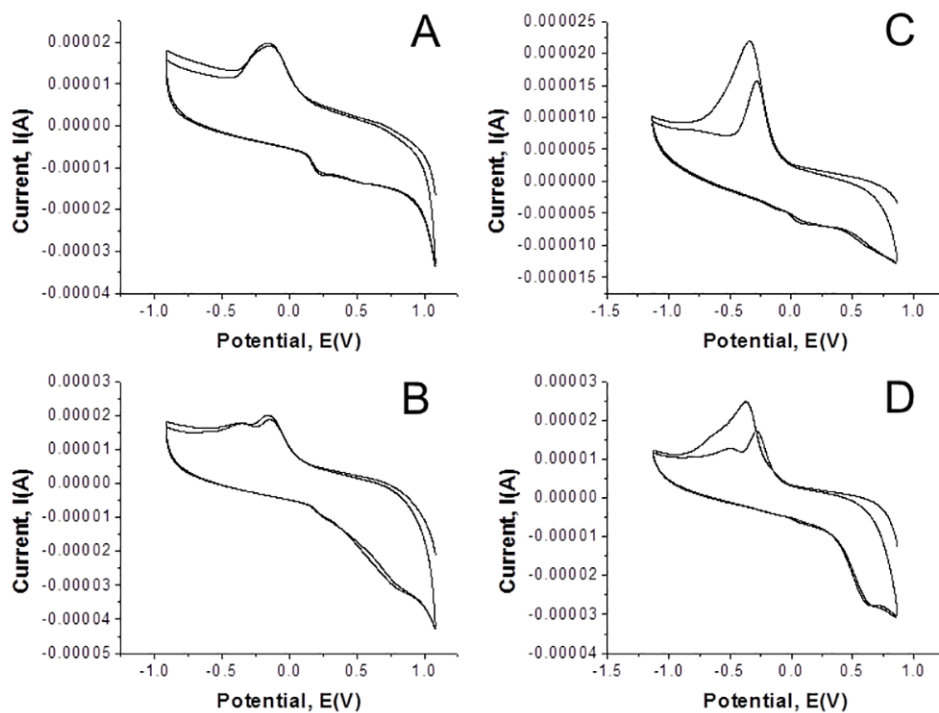 A
0.00002
0.00001
0.00000
-0.00001
-0.00002
-0.00003
-0.00004
Current, I(A)
-1.0 -0.5 0.0 0.5 1.0
Potential, E(V)
C
0.000025
0.000020
0.000015
0.000010
0.000005
0.000000
-0.000005
-0.000010
-0.000015
Current, I(A)
-1.5 -1.0 -0.5 0.0 0.5 1.0
Potential, E(V)
B
0.00003
0.00002
0.00001
0.00000
-0.00001
-0.00002
-0.00003
-0.00004
-0.00005
Current, I(A)
-1.0 -0.5 0.0 0.5 1.0
Potential, E(V)
D
0.00003
0.00002
0.00001
0.00000
-0.00001
-0.00002
-0.00003
-0.00004
Current, I(A)
-1.0 -0.5 0.0 0.5 1.0
Potential, E(V)